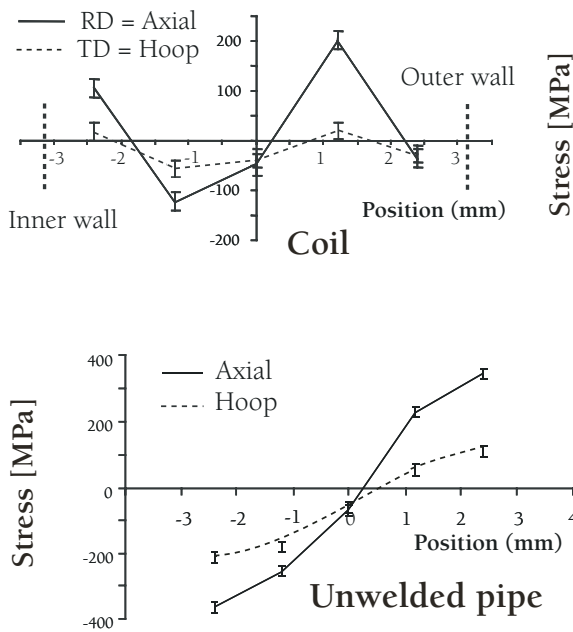 RD = Axial
TD = Hoop
200
100
-100
-200
-3 -2 -1 0 1 2 3
Inner wall
Outer wall
Position (mm)
Stress [MPa]
Coil
400
200
0
-200
-400
Axial
Hoop
Stress [MPa]
-3 -2 -1 0 1 2 3 4
Position (mm)
Unwelded pipe